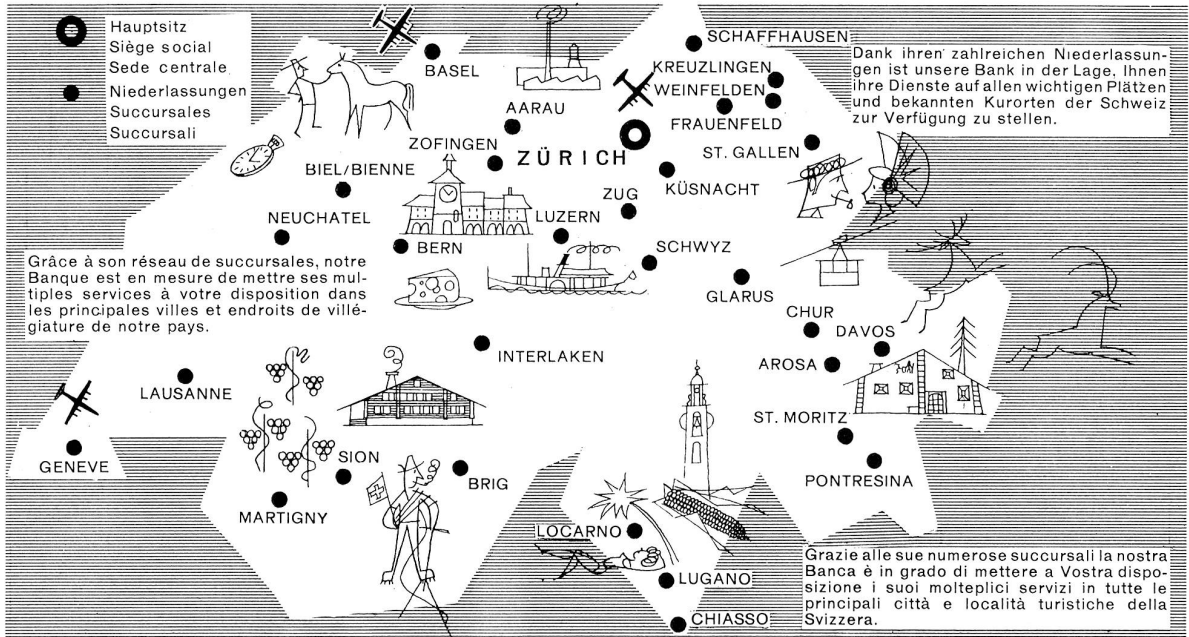 Hauptsitz
Siège social
Sede centrale
Niederlassungen
Succursales
Succursali
BASEL
SCHAFFHAUSEN
KREUZLINGEN
WEINFELDEN
FRAUENFELD
AARAU
ZOFINGEN
ZÜRICH
ST. GALLEN
BIEL/BIENNE
KÜSNACHT
ZUG
NEUCHATEL
LUZERN
BERN
SCHWYZ
GLARUS
Dank ihren zahlreichen Niederlassun-
gen ist unsere Bank in der Lage, Ihnen
ihre Dienste auf allen wichtigen Plätzen
und bekannten Kurorten der Schweiz
zur Verfügung zu stellen.
Grâce à son réseau de succursales, notre
Banque est en mesure de mettre ses mul-
tiples services à votre disposition dans
les principales villes et endroits de villé-
giature de notre pays.
CHUR
DAVOS
INTERLAKEN
AROSA
LAUSANNE
ST. MORITZ
GENEVE
SION
BRIG
PONTRESINA
MARTIGNY
LOCARNO
LUGANO
CHIASSO
Grazie alle sue numerose succursali la nostra
Banca è in grado di mettere a Vostra dispo-
sizione i suoi molteplici servizi in tutte le
principali città e località turistiche della
Svizzera.